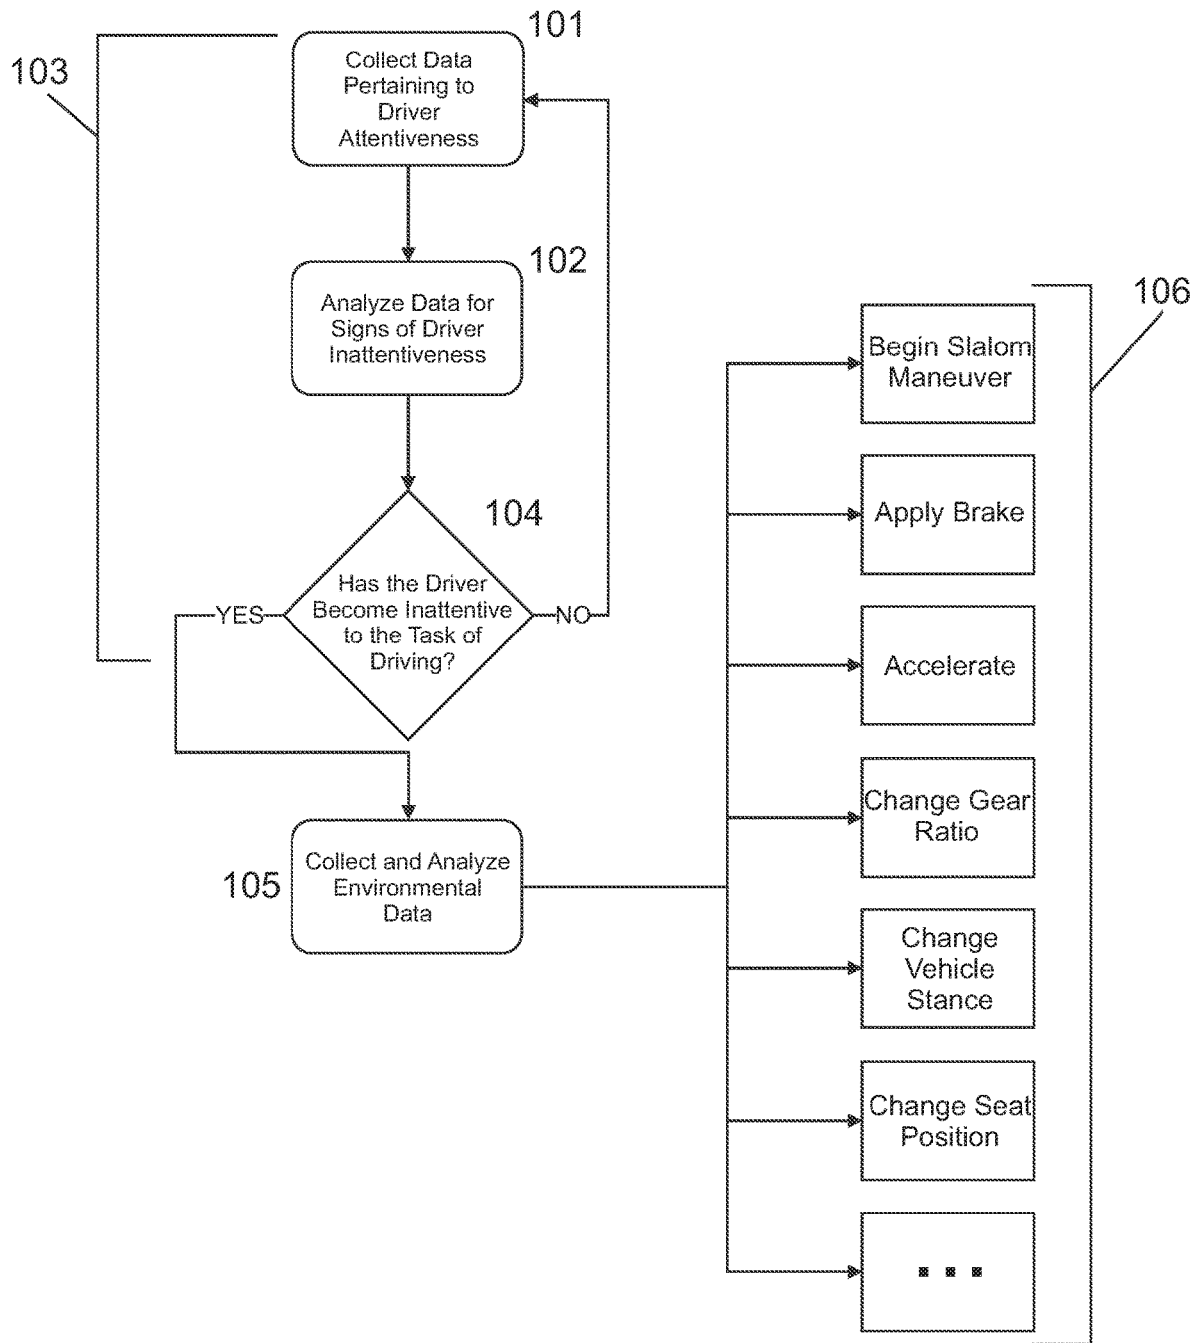 101
Collect Data
Pertaining to
Driver
Attentiveness
103
102
Analyze Data for
Signs of Driver
Inattentiveness
104
Has the Driver
Become Inattentive
to the Task of
Driving?
YES
NO
105
Collect and Analyze
Environmental
Data
106
Begin Slalom
Maneuver
Apply Brake
Accelerate
Change Gear
Ratio
Change
Vehicle
Stance
Change Seat
Position
...